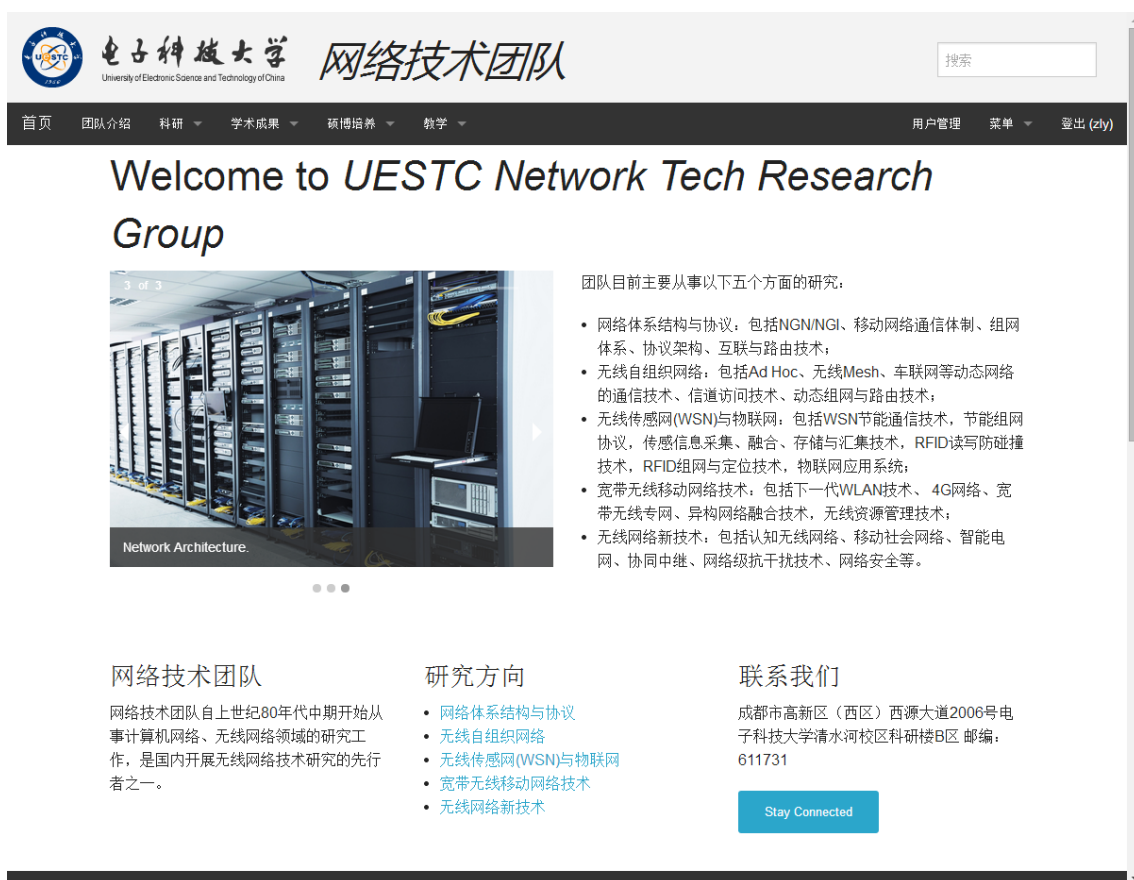 电子科技大学
University of Electronic Science and Technology of China
网络技术团队
搜索
首页 团队介绍 科研 学术成果 硕博培养 教学 用户管理 菜单 登出 (zly)
Welcome to UESTC Network Tech Research
Group
3 of 3
Network Architecture.
团队目前主要从事以下五个方面的研究：
• 网络体系结构与协议：包括NGN/NGI、移动网络通信体制、组网
体系、协议架构、互联与路由技术；
• 无线自组织网络：包括Ad Hoc、无线Mesh、车联网等动态网络
的通信技术、信道访问技术、动态组网与路由技术；
• 无线传感网(WSN)与物联网：包括WSN节能通信技术，节能组网
协议，传感信息采集、融合、存储与汇集技术，RFID读写防碰撞
技术，RFID组网与定位技术，物联网应用系统；
• 宽带无线移动网络技术：包括下一代WLAN技术、 4G网络、宽
带无线专网、异构网络融合技术，无线资源管理技术；
• 无线网络新技术：包括认知无线网络、移动社会网络、智能电
网、协同中继、网络级抗干扰技术、网络安全等。
网络技术团队
网络技术团队自上世纪80年代中期开始从
事计算机网络、无线网络领域的研究工
作，是国内开展无线网络技术研究的先行
者之一。
研究方向
• 网络体系结构与协议
• 无线自组织网络
• 无线传感网(WSN)与物联网
• 宽带无线移动网络技术
• 无线网络新技术
联系我们
成都市高新区（西区）西源大道2006号电
子科技大学清水河校区科研楼B区 邮编：
611731
Stay Connected